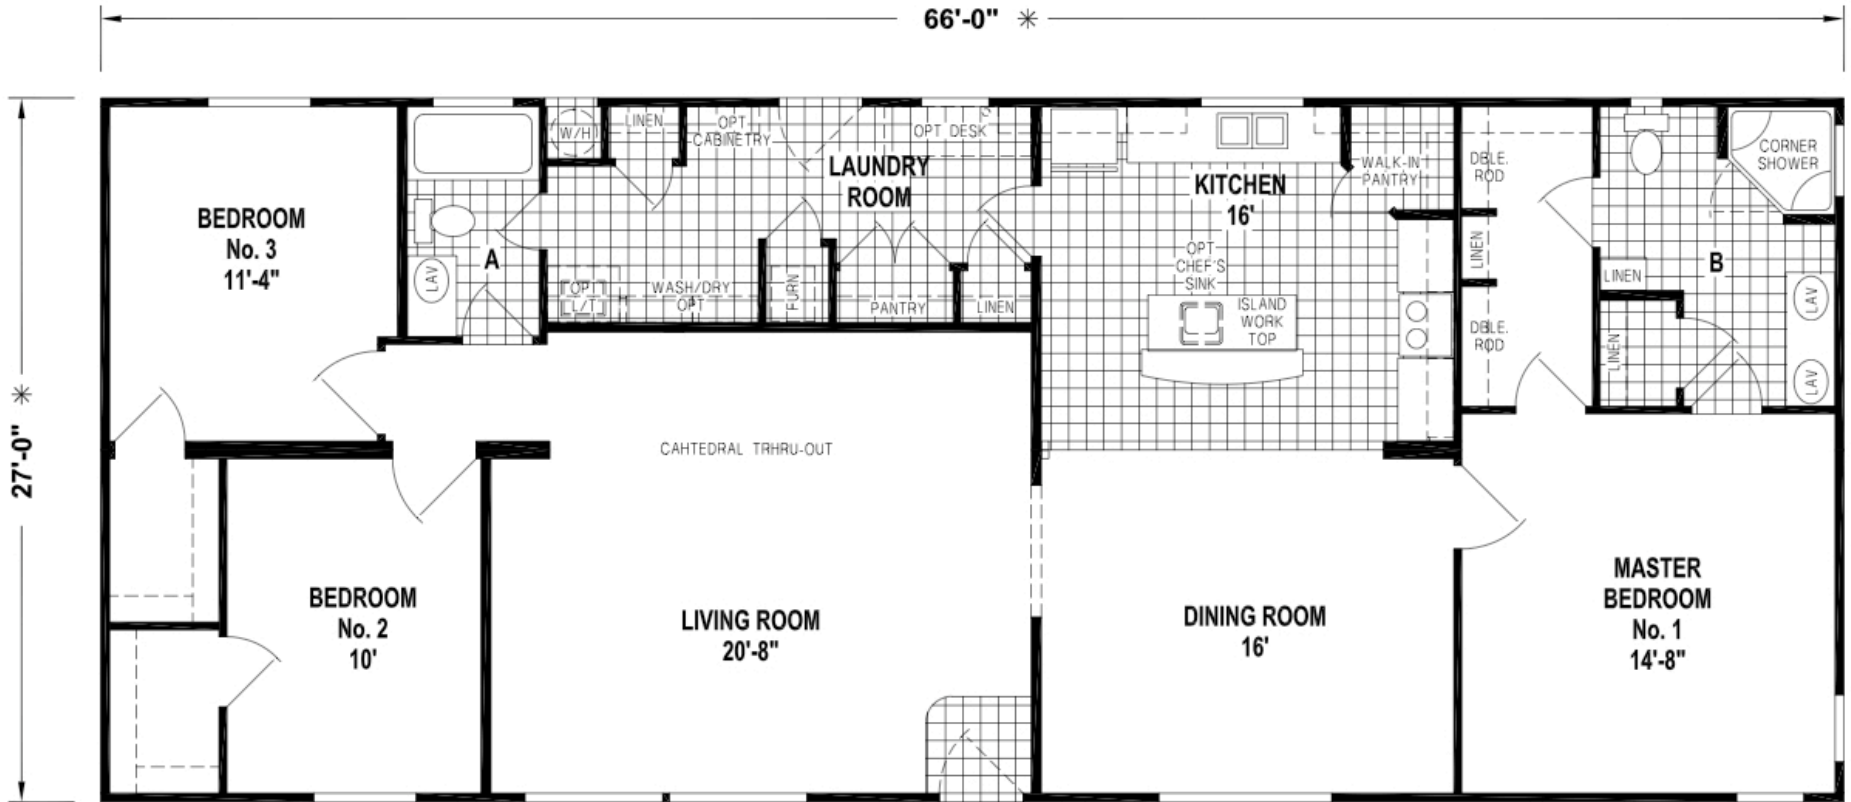 66'-0" ✳
27'-0" ✳
BEDROOM
No. 3
11'-4"
LAV
A
W/H
LINEN
OPT
CABINETRY
OPT DESK
LAUNDRY
ROOM
OPT
L/T
WASH/DRY
OPT
FURN
PANTRY
LINEN
KITCHEN
16'
WALK-IN
PANTRY
OPT
CHEF'S
SINK
ISLAND
WORK
TOP
DBLE.
ROD
LINEN
DBLE.
ROD
CORNER
SHOWER
B
LINEN
LINEN
LAV
LAV
CAHTEDRAL TRHRU-OUT
BEDROOM
No. 2
10'
LIVING ROOM
20'-8"
DINING ROOM
16'
MASTER
BEDROOM
No. 1
14'-8"